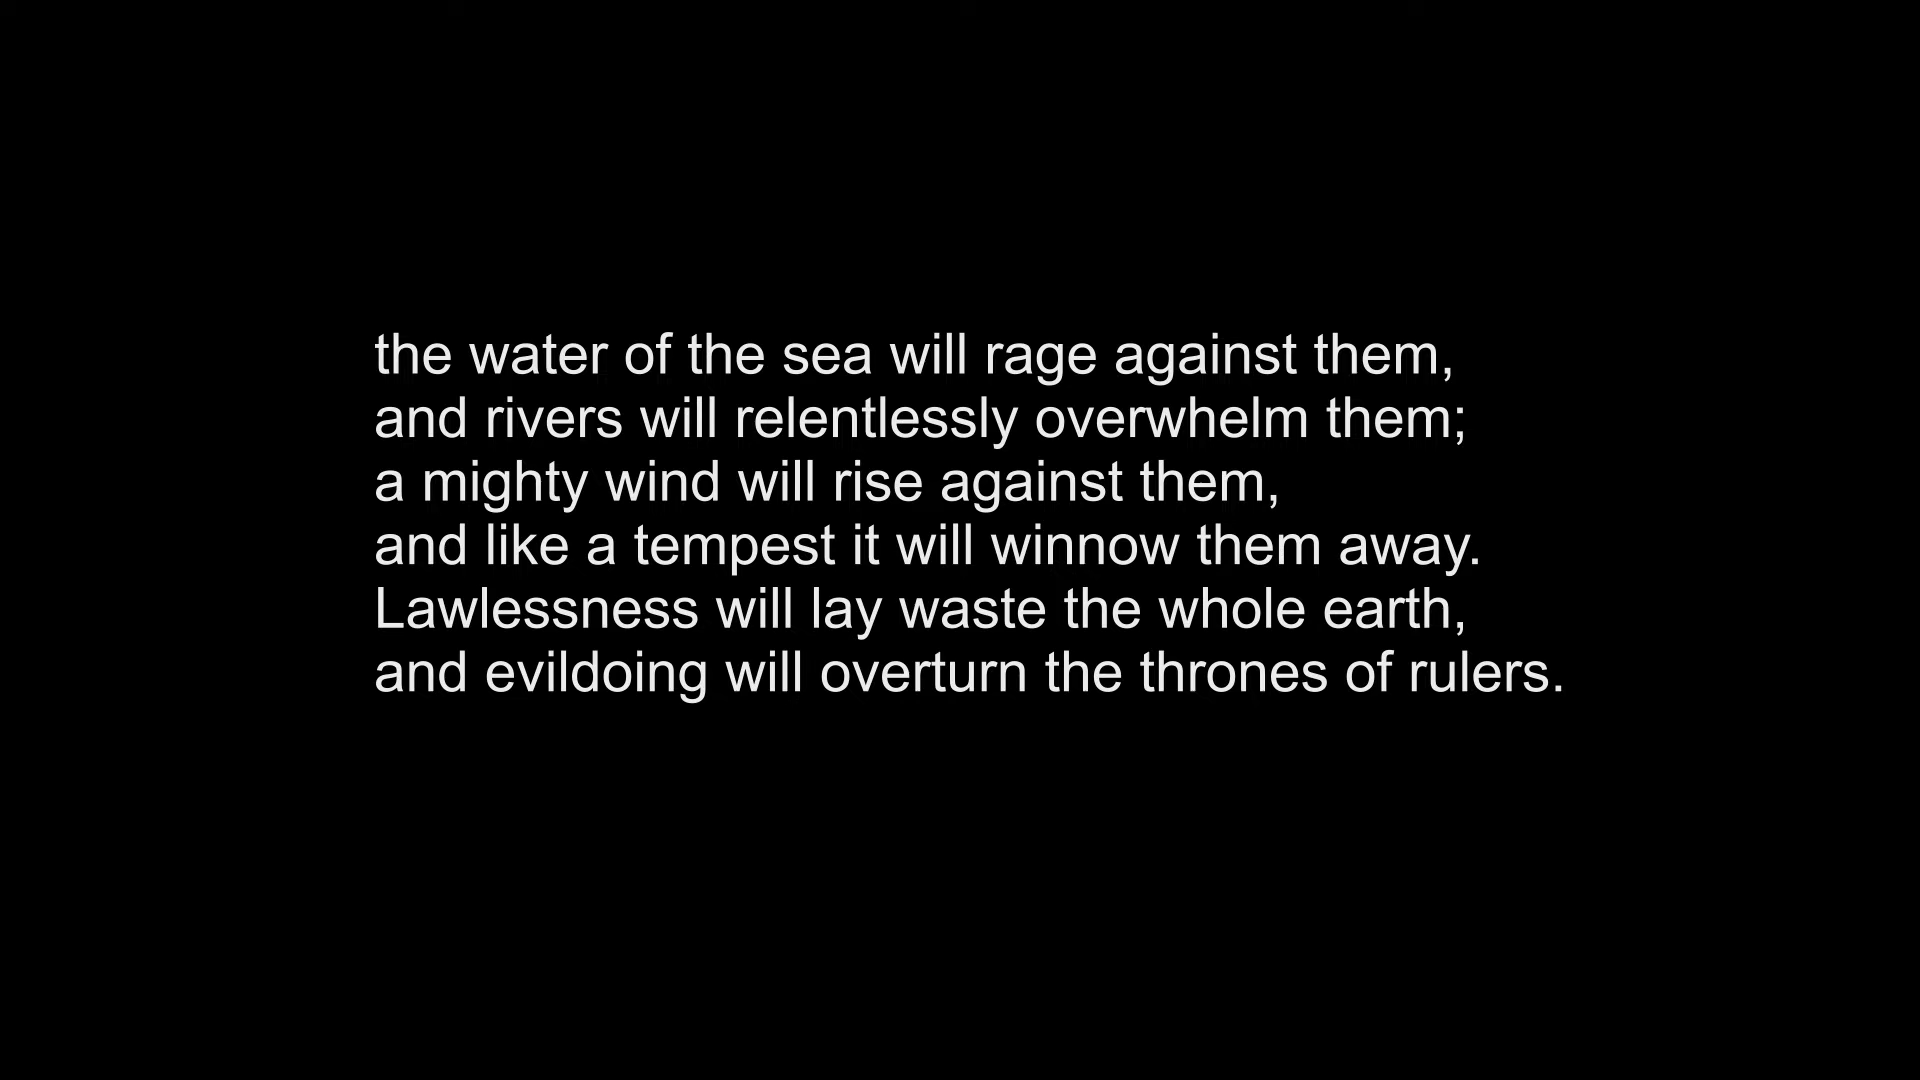 the water of the sea will rage against them,
and rivers will relentlessly overwhelm them;
a mighty wind will rise against them,
and like a tempest it will winnow them away.
Lawlessness will lay waste the whole earth,
and evildoing will overturn the thrones of rulers.